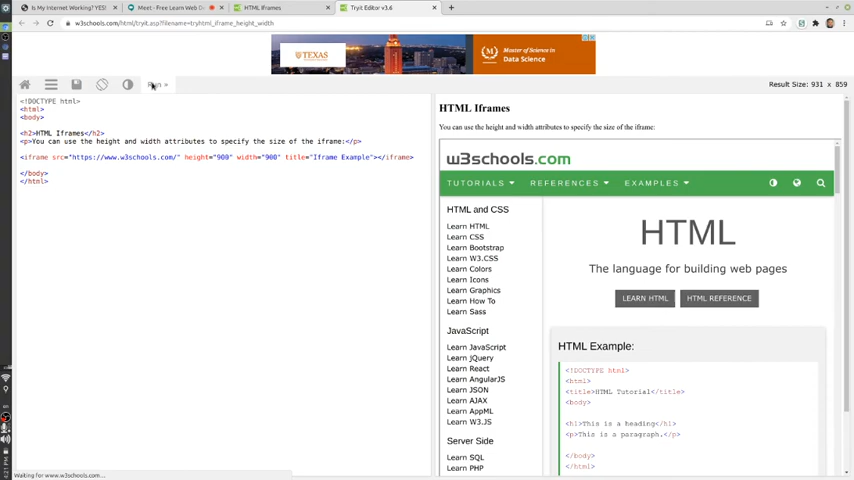 Is My Internet Working? YES!
Meet - Free Learn Web D
HTML Iframes
Tryit Editor v3.6
w3schools.com/html/tryit.asp?filename=tryhtml_iframe_height_width
TEXAS
Master of Science in
Data Science
Run »
Result Size: 931 x 859
<!DOCTYPE html>
<html>
<body>
<h2>HTML Iframes</h2>
<p>You can use the height and width attributes to specify the size of the iframe:</p>
<iframe src="https://www.w3schools.com/" height="900" width="900" title="Iframe Example"></iframe>
</body>
</html>
HTML Iframes
You can use the height and width attributes to specify the size of the iframe:
w3schools.com
TUTORIALS REFERENCES EXAMPLES
HTML and CSS
Learn HTML
Learn CSS
Learn Bootstrap
Learn W3.CSS
Learn Colors
Learn Icons
Learn Graphics
Learn How To
Learn Sass
JavaScript
Learn JavaScript
Learn jQuery
Learn React
Learn AngularJS
Learn JSON
Learn AJAX
Learn AppML
Learn W3.JS
Server Side
Learn SQL
Learn PHP
HTML
The language for building web pages
LEARN HTML
HTML REFERENCE
HTML Example:
<!DOCTYPE html>
<html>
<title>HTML Tutorial</title>
<body>
<h1>This is a heading</h1>
<p>This is a paragraph.</p>
</body>
</html>
4:21 PM
Waiting for www.w3schools.com...